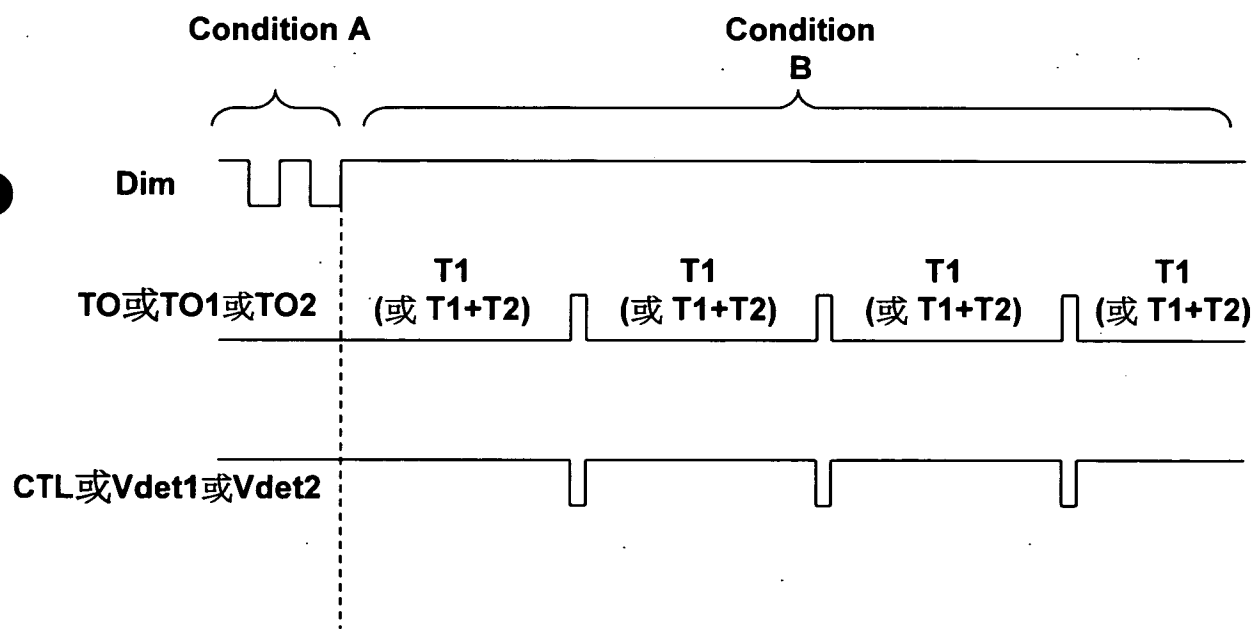 Condition A
Condition
B
Dim
TO或TO1或TO2
T1
(或 T1+T2)
T1
(或 T1+T2)
T1
(或 T1+T2)
T1
(或 T1+T2)
CTL或Vdet1或Vdet2